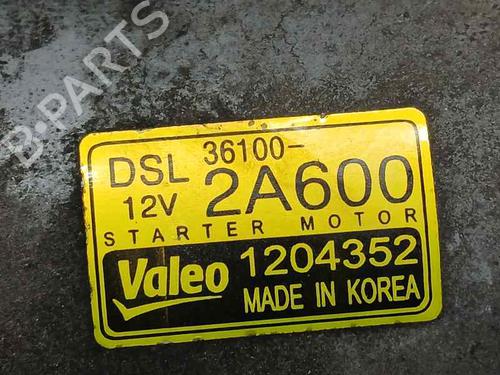 B-PARTS
DSL 36100-
12V 2A600
STARTER MOTOR
Valeo 1204352
MADE IN KOREA